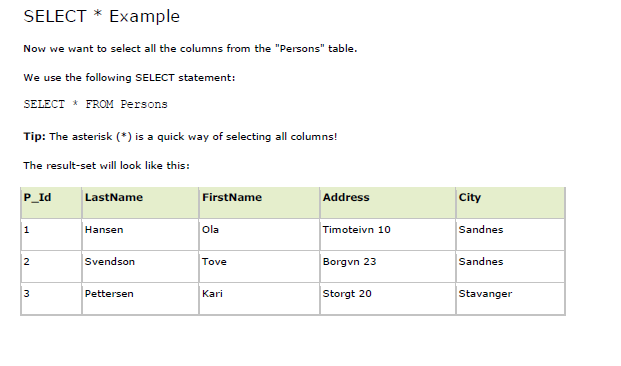 SELECT * Example
Now we want to select all the columns from the "Persons" table.
We use the following SELECT statement:
SELECT * FROM Persons
Tip: The asterisk (*) is a quick way of selecting all columns!
The result-set will look like this:
P_Id LastName FirstName Address City
1 Hansen Ola Timoteivn 10 Sandnes
2 Svendson Tove Borgvn 23 Sandnes
3 Pettersen Kari Storgt 20 Stavanger